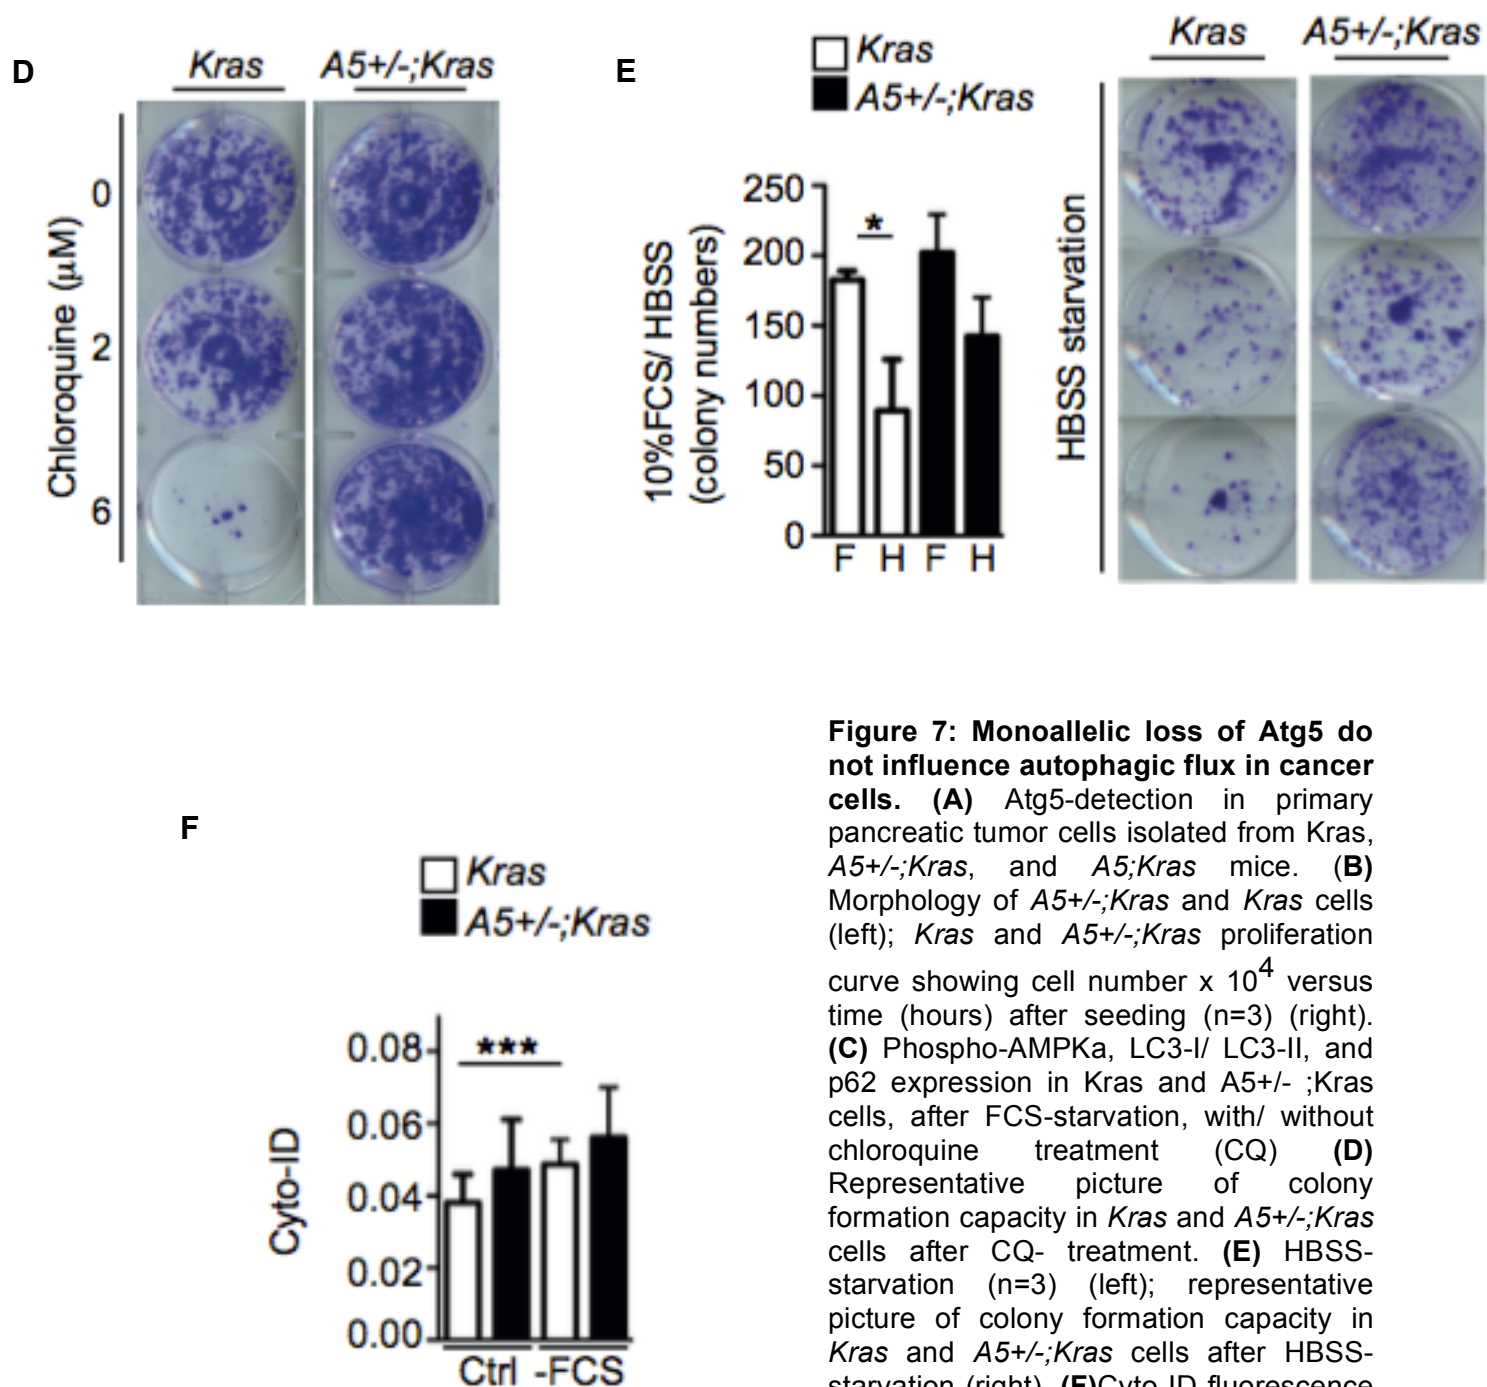 D
Kras
A5+/-;Kras
Chloroquine (µM)
0
2
6
E
Kras
A5+/-;Kras
10%FCS/ HBSS
(colony numbers)
250
200
150
100
50
0
*
F H F H
Kras
A5+/-;Kras
HBSS starvation
F
Kras
A5+/-;Kras
Cyto-ID
0.08
0.06
0.04
0.02
0.00
***
Ctrl -FCS
Figure 7: Monoallelic loss of Atg5 do
not influence autophagic flux in cancer
cells. (A) Atg5-detection in primary
pancreatic tumor cells isolated from Kras,
A5+/-;Kras, and A5;Kras mice. (B)
Morphology of A5+/-;Kras and Kras cells
(left); Kras and A5+/-;Kras proliferation
curve showing cell number x 10^4 versus
time (hours) after seeding (n=3) (right).
(C) Phospho-AMPKa, LC3-I/ LC3-II, and
p62 expression in Kras and A5+/- ;Kras
cells, after FCS-starvation, with/ without
chloroquine treatment (CQ) (D)
Representative picture of colony
formation capacity in Kras and A5+/-;Kras
cells after CQ- treatment. (E) HBSS-
starvation (n=3) (left); representative
picture of colony formation capacity in
Kras and A5+/-;Kras cells after HBSS-
starvation (right). (F)Cyto ID fluorescence